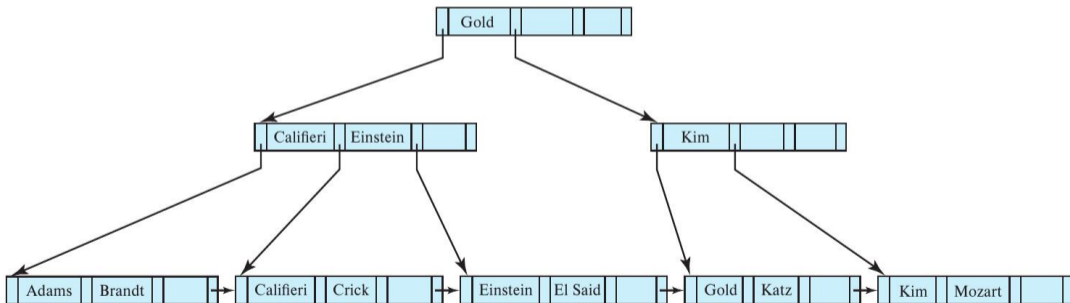 Gold
Califieri Einstein
Kim
Adams Brandt
Califieri Crick
Einstein El Said
Gold Katz
Kim Mozart